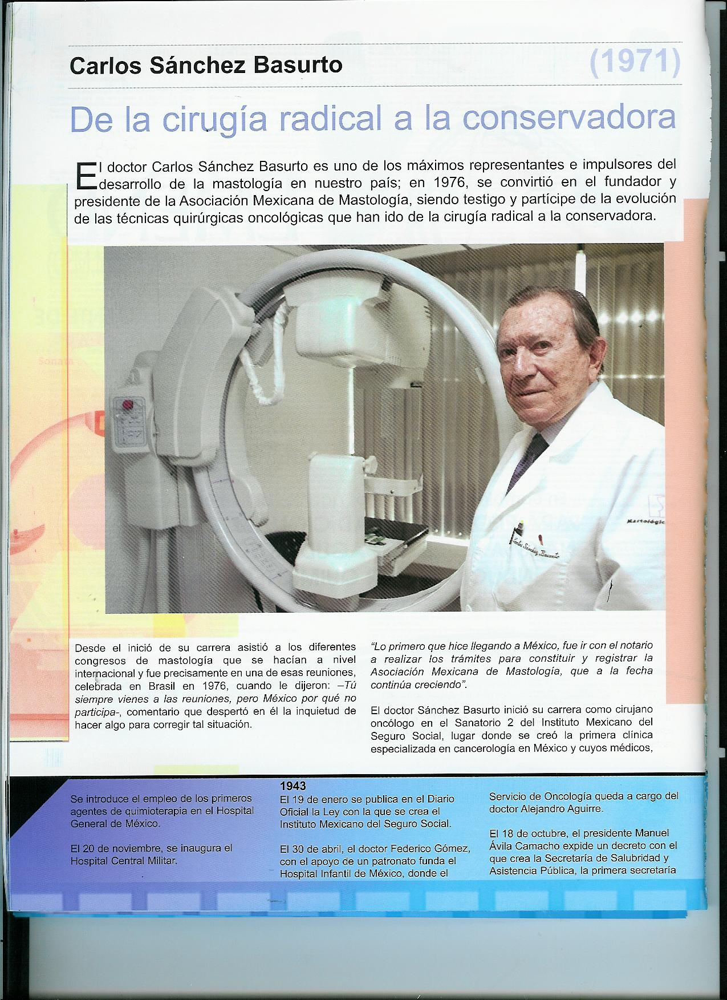 Carlos Sánchez Basurto
(1971)
De la cirugía radical a la conservadora
El doctor Carlos Sánchez Basurto es uno de los máximos representantes e impulsores del
desarrollo de la mastología en nuestro país; en 1976, se convirtió en el fundador y
presidente de la Asociación Mexicana de Mastología, siendo testigo y partícipe de la evolución
de las técnicas quirúrgicas oncológicas que han ido de la cirugía radical a la conservadora.
Carlos Sánchez Basurto
Desde el inició de su carrera asistió a los diferentes
congresos de mastología que se hacían a nivel
internacional y fue precisamente en una de esas reuniones,
celebrada en Brasil en 1976, cuando le dijeron: –Tú
siempre vienes a las reuniones, pero México por qué no
participa-, comentario que despertó en él la inquietud de
hacer algo para corregir tal situación.
“Lo primero que hice llegando a México, fue ir con el notario
a realizar los trámites para constituir y registrar la
Asociación Mexicana de Mastología, que a la fecha
continúa creciendo”.
El doctor Sánchez Basurto inició su carrera como cirujano
oncólogo en el Sanatorio 2 del Instituto Mexicano del
Seguro Social, lugar donde se creó la primera clínica
especializada en cancerología en México y cuyos médicos,
Se introduce el empleo de los primeros
agentes de quimioterapia en el Hospital
General de México.
El 20 de noviembre, se inaugura el
Hospital Central Militar.
1943
El 19 de enero se publica en el Diario
Oficial la Ley con la que se crea el
Instituto Mexicano del Seguro Social.
El 30 de abril, el doctor Federico Gómez,
con el apoyo de un patronato funda el
Hospital Infantil de México, donde el
Servicio de Oncología queda a cargo del
doctor Alejandro Aguirre.
El 18 de octubre, el presidente Manuel
Ávila Camacho expide un decreto con el
que crea la Secretaría de Salubridad y
Asistencia Pública, la primera secretaría